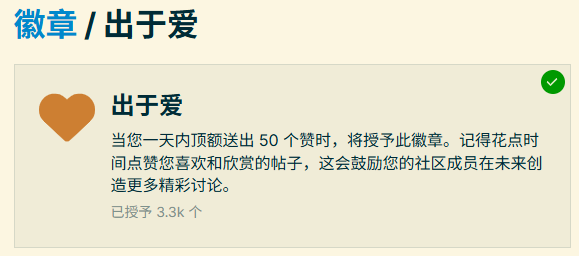 徽章 / 出于爱
出于爱
当您一天内顶额送出 50 个赞时，将授予此徽章。记得花点时
间点赞您喜欢和欣赏的帖子，这会鼓励您的社区成员在未来创
造更多精彩讨论。
已授予 3.3k 个